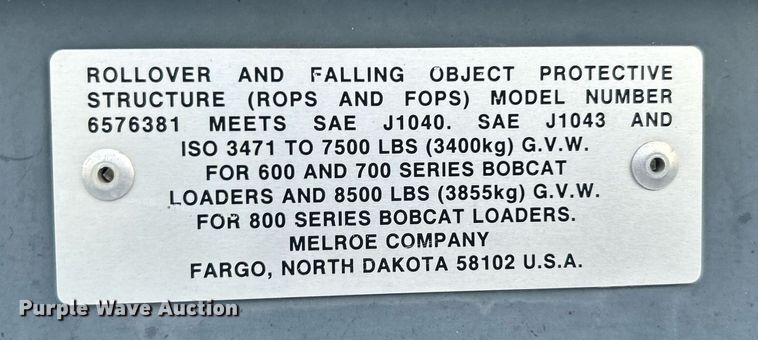 ROLLOVER AND FALLING OBJECT PROTECTIVE
STRUCTURE (ROPS AND FOPS) MODEL NUMBER
6576381 MEETS SAE J1040. SAE J1043 AND
ISO 3471 TO 7500 LBS (3400kg) G.V.W.
FOR 600 AND 700 SERIES BOBCAT
LOADERS AND 8500 LBS (3855kg) G.V.W.
FOR 800 SERIES BOBCAT LOADERS.
MELROE COMPANY
FARGO, NORTH DAKOTA 58102 U.S.A.
Purple Wave Auction